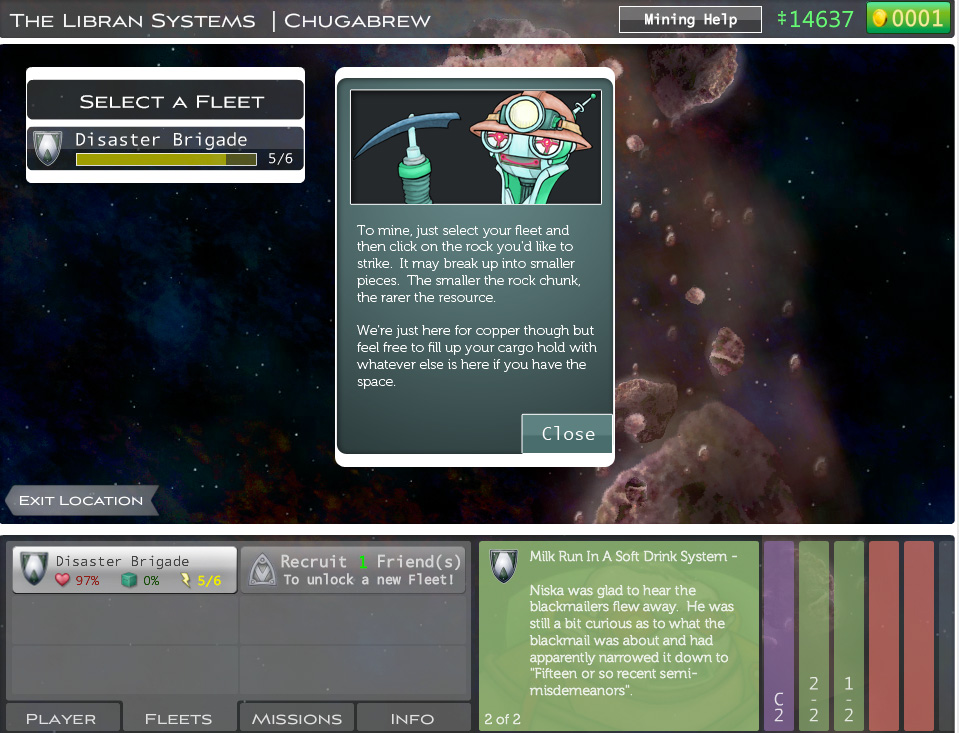 The Libran Systems | Chugabrew
Mining Help
‡14637
0001
Select a Fleet
Disaster Brigade
5/6
To mine, just select your fleet and
then click on the rock you'd like to
strike. It may break up into smaller
pieces. The smaller the rock chunk,
the rarer the resource.
We're just here for copper though but
feel free to fill up your cargo hold with
whatever else is here if you have the
space.
Close
Exit Location
Disaster Brigade
97% 0% 5/6
Recruit 1 Friend(s)
To unlock a new Fleet!
Player
Fleets
Missions
Info
Milk Run In A Soft Drink System -
Niska was glad to hear the
blackmailers flew away. He was
still a bit curious as to what the
blackmail was about and had
apparently narrowed it down to
"Fifteen or so recent semi-
misdemeanors".
2 of 2
C
2
2
-
2
1
-
2